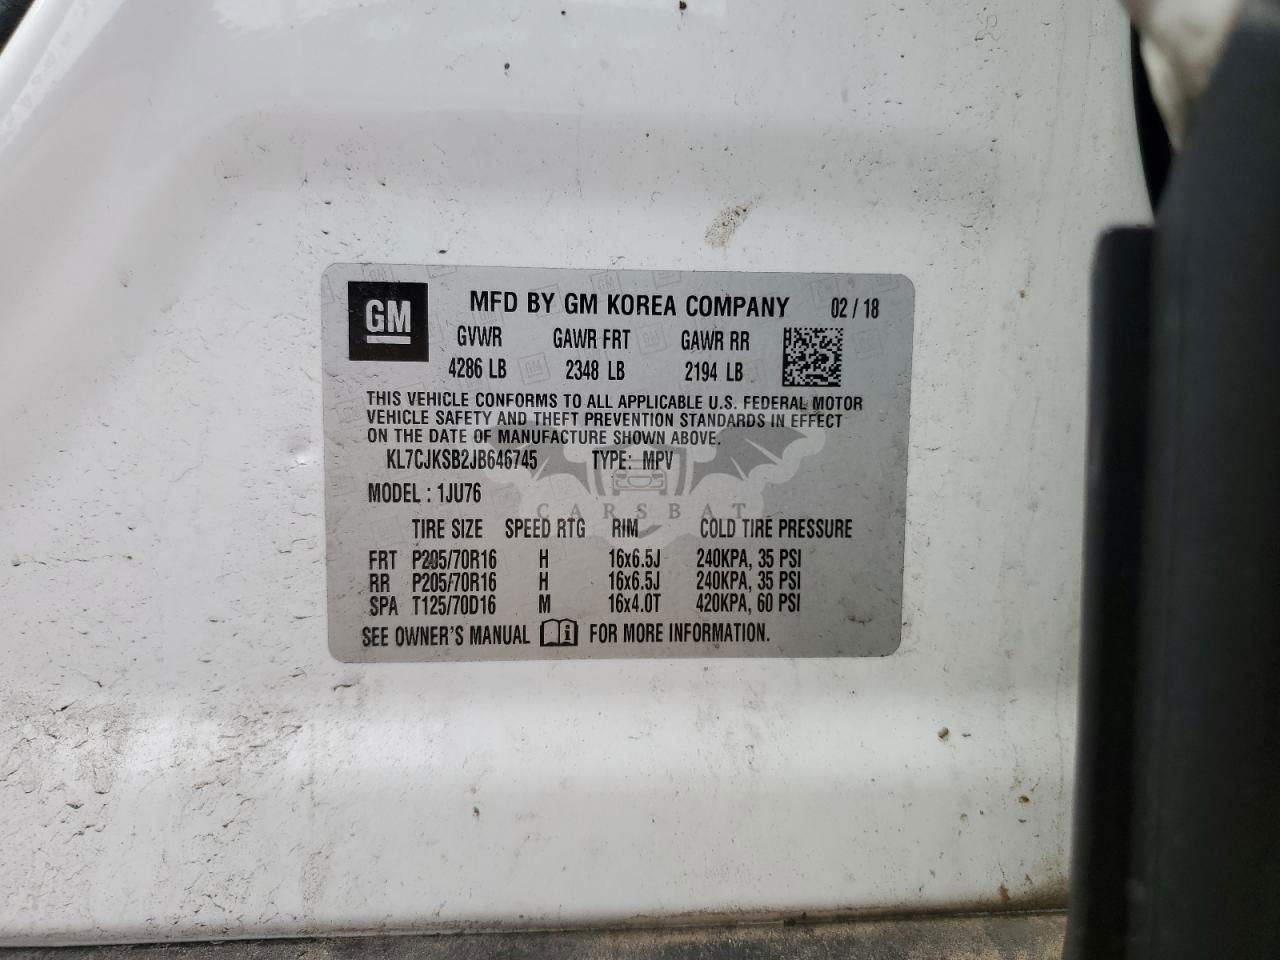 GM MFD BY GM KOREA COMPANY 02/18
GVWR GAWR FRT GAWR RR
4286 LB 2348 LB 2194 LB
THIS VEHICLE CONFORMS TO ALL APPLICABLE U.S. FEDERAL MOTOR
VEHICLE SAFETY AND THEFT PREVENTION STANDARDS IN EFFECT
ON THE DATE OF MANUFACTURE SHOWN ABOVE.
KL7CJKSB2JB646745 TYPE: MPV
MODEL : 1JU76
CARSBAT
TIRE SIZE SPEED RTG RIM COLD TIRE PRESSURE
FRT P205/70R16 H 16x6.5J 240KPA, 35 PSI
RR P205/70R16 H 16x6.5J 240KPA, 35 PSI
SPA T125/70D16 M 16x4.0T 420KPA, 60 PSI
SEE OWNER'S MANUAL FOR MORE INFORMATION.